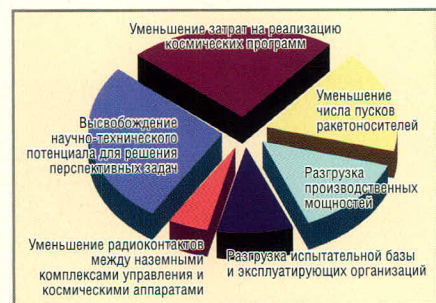 Уменьшение затрат на реализацию
космических программ
Уменьшение
числа пусков
ракетоносителей
Высвобождение
научно-технического
потенциала для решения
перспективных задач
Разгрузка
производственных
мощностей
Уменьшение радиоконтактов
между наземными
комплексами управления и
космическими аппаратами
Разгрузка испытательной базы
и эксплуатирующих организаций